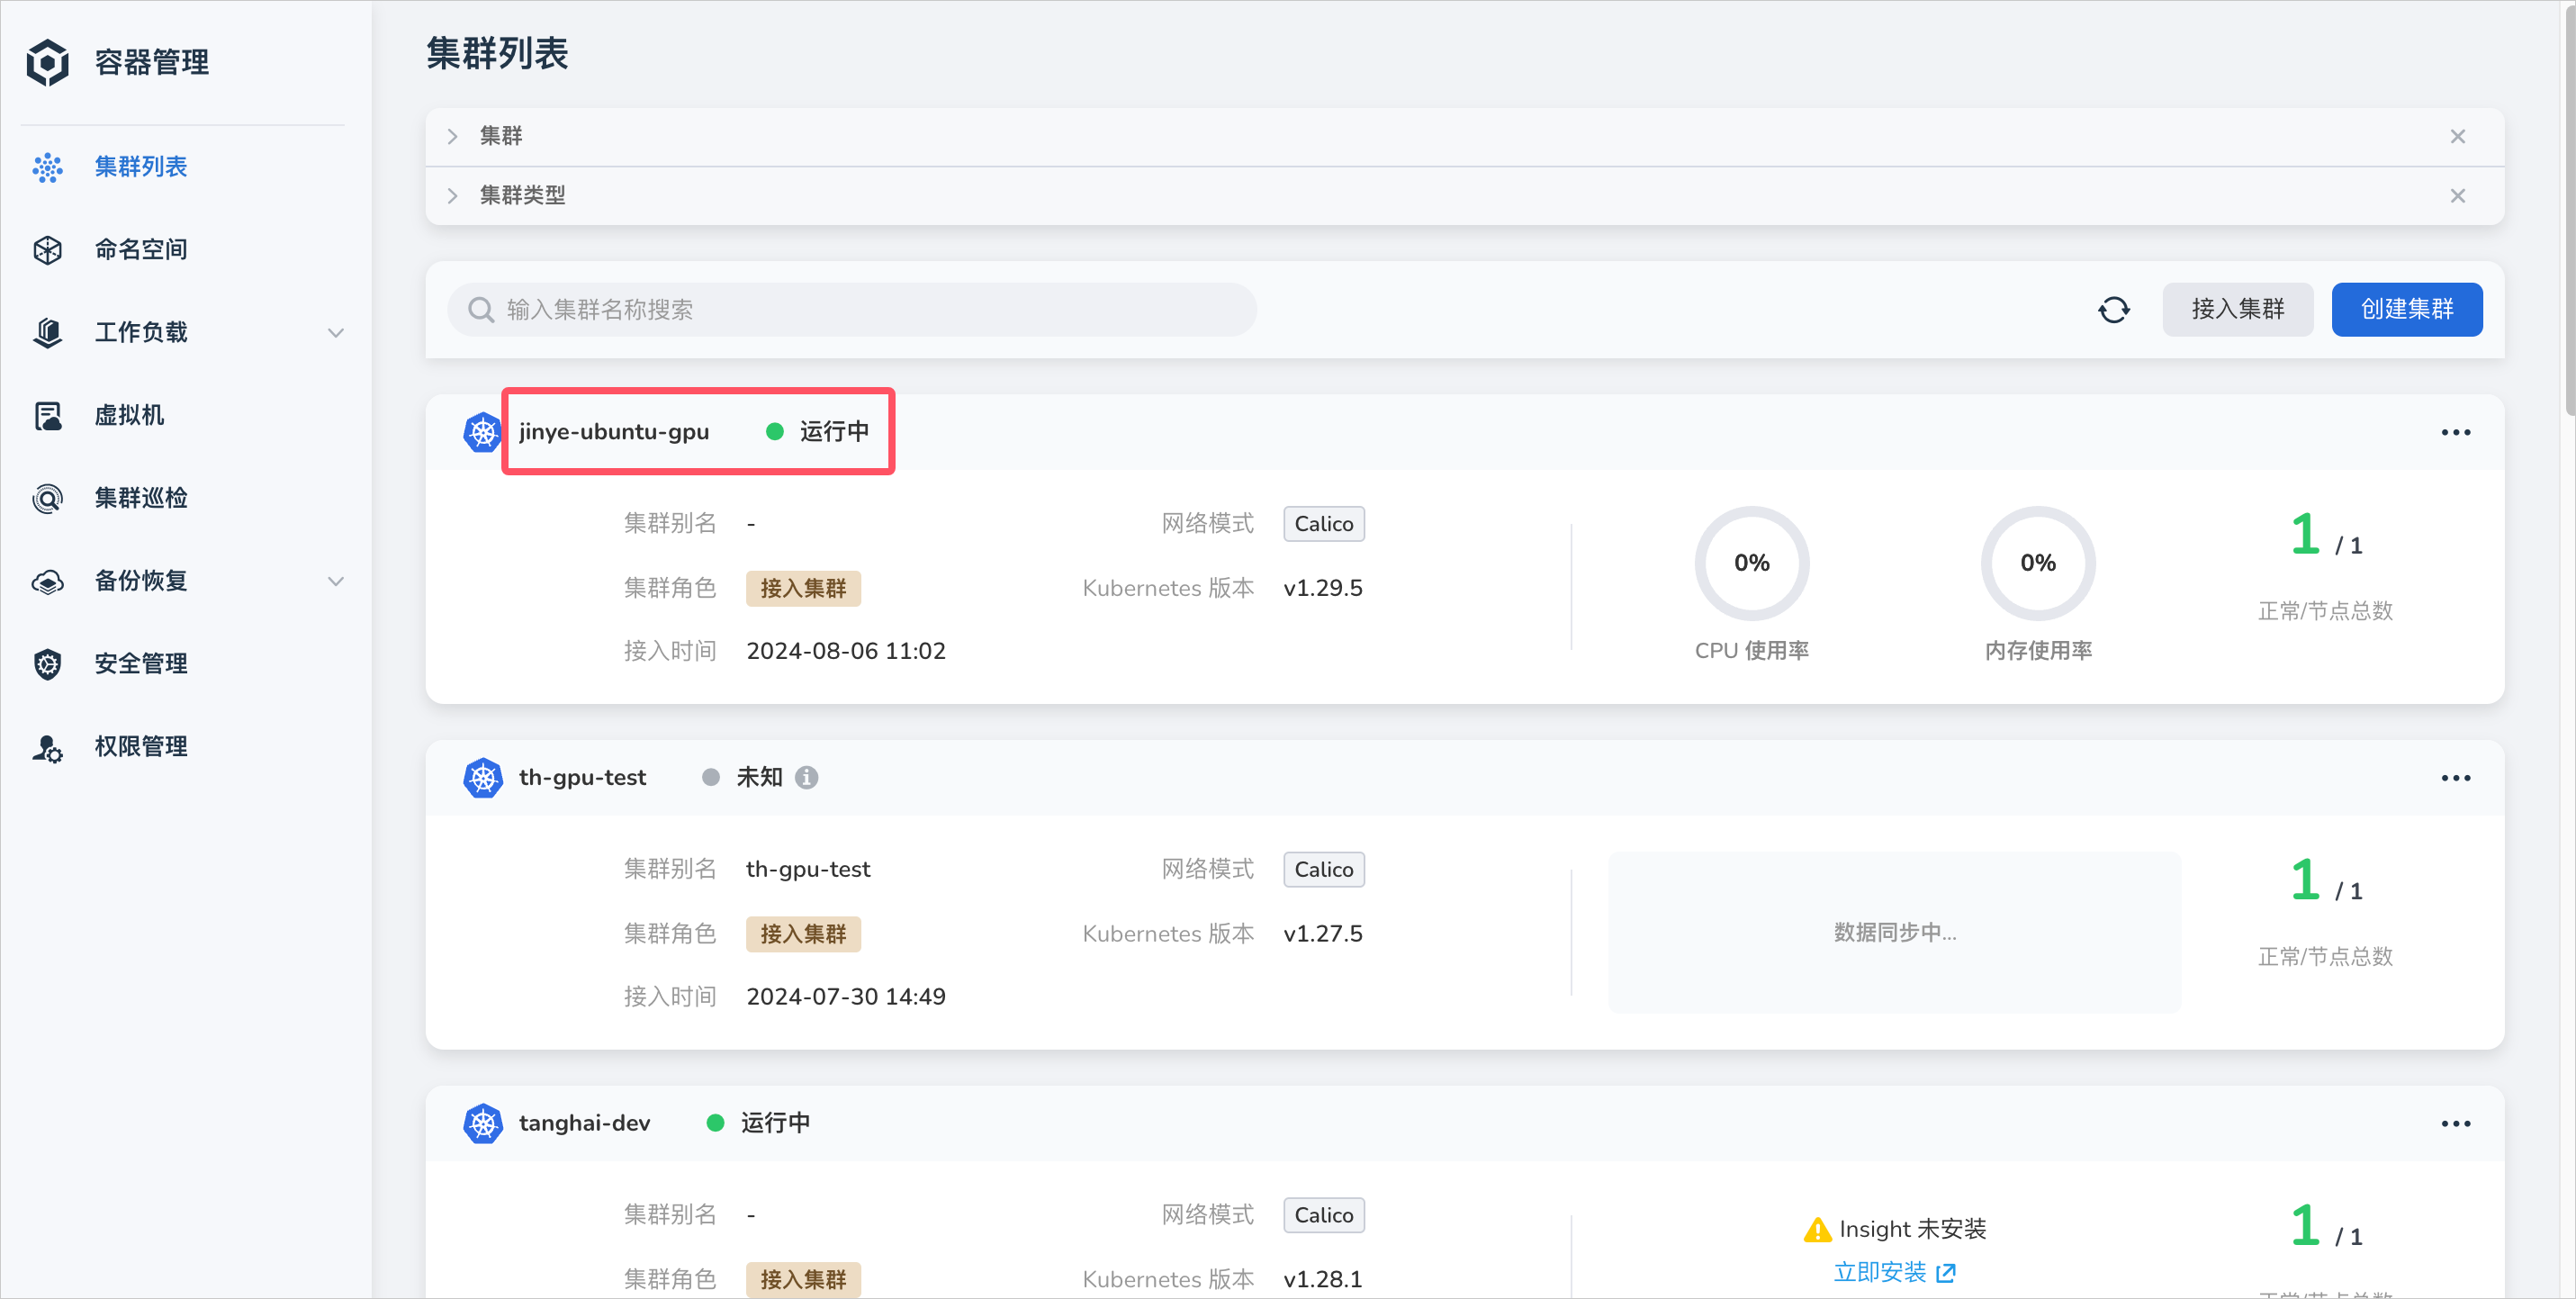 容器管理
集群列表
命名空间
工作负载
虚拟机
集群巡检
备份恢复
安全管理
权限管理
集群列表
集群
集群类型
输入集群名称搜索
接入集群
创建集群
jinye-ubuntu-gpu 运行中
集群别名 - 网络模式 Calico
集群角色 接入集群 Kubernetes 版本 v1.29.5
接入时间 2024-08-06 11:02
0%
CPU 使用率
0%
内存使用率
1 / 1
正常/节点总数
th-gpu-test 未知
集群别名 th-gpu-test 网络模式 Calico
集群角色 接入集群 Kubernetes 版本 v1.27.5
接入时间 2024-07-30 14:49
数据同步中...
1 / 1
正常/节点总数
tanghai-dev 运行中
集群别名 - 网络模式 Calico
集群角色 接入集群 Kubernetes 版本 v1.28.1
Insight 未安装
立即安装
1 / 1